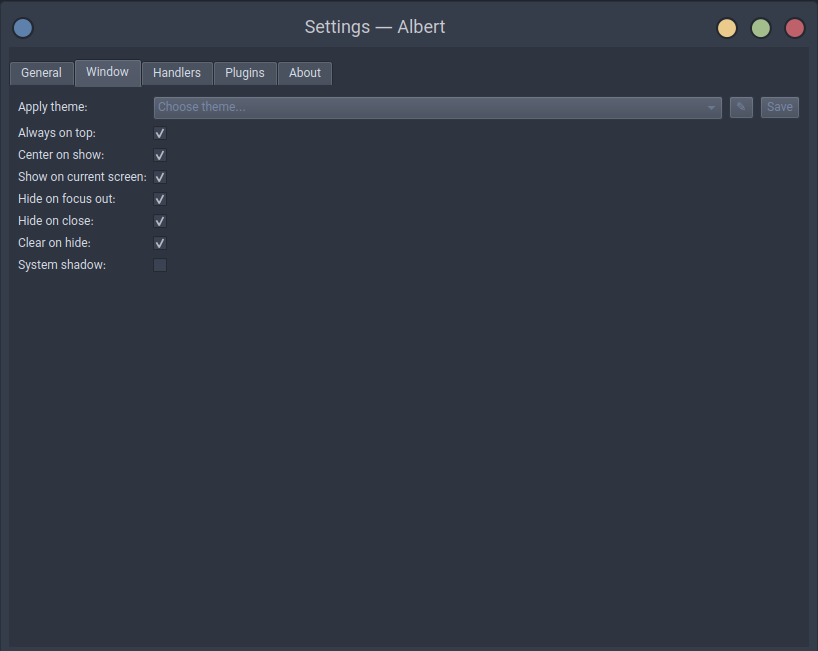 Settings — Albert
General Window Handlers Plugins About
Apply theme: Choose theme... Save
Always on top:
Center on show:
Show on current screen:
Hide on focus out:
Hide on close:
Clear on hide:
System shadow: